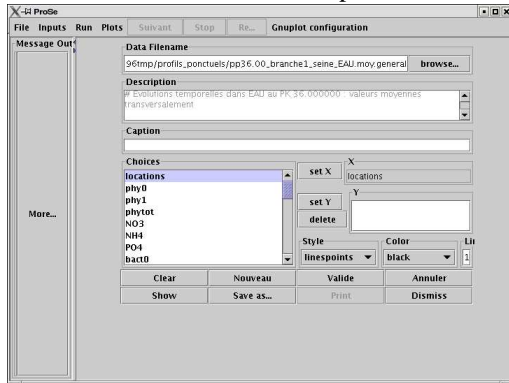 X-¤ ProSe
File Inputs Run Plots Suivant Stop Re... Gnuplot configuration
Message Out
Data Filename
96tmp/profils_ponctuels/pp36.00_branche1_seine_EAU.moy.general browse...
Description
# Evolutions temporelles dans EAU au PK 36.000000 : valeurs moyennes
transversalement
Caption
Choices
locations
phy0
phy1
phytot
NO3
NH4
PO4
bact0
set X
X
locations
set Y
Y
delete
More...
Style
Color
Lin
linespoints
black
1
Clear Nouveau Valide Annuler
Show Save as... Print Dismiss